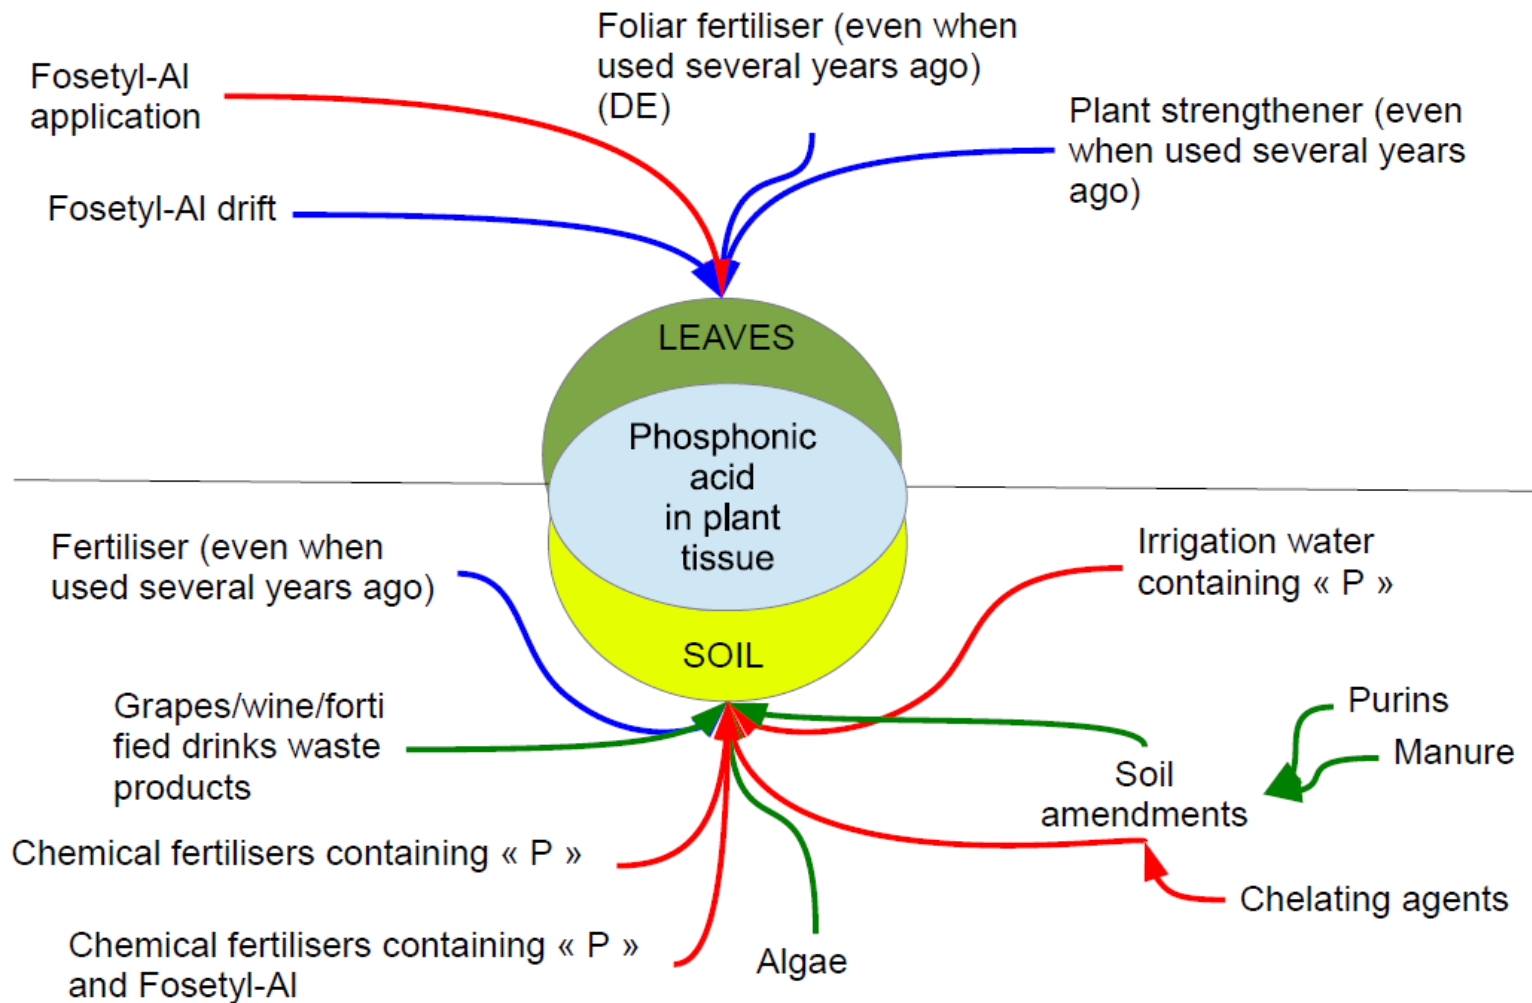 Foliar fertiliser (even when
used several years ago)
(DE)
Fosetyl-Al
application
Plant strengthener (even
when used several years
ago)
Fosetyl-Al drift
LEAVES
Phosphonic
acid
in plant
tissue
SOIL
Fertiliser (even when
used several years ago)
Irrigation water
containing « P »
Grapes/wine/forti
fied drinks waste
products
Purins
Manure
Soil
amendments
Chemical fertilisers containing « P »
Chelating agents
Chemical fertilisers containing « P »
and Fosetyl-Al
Algae